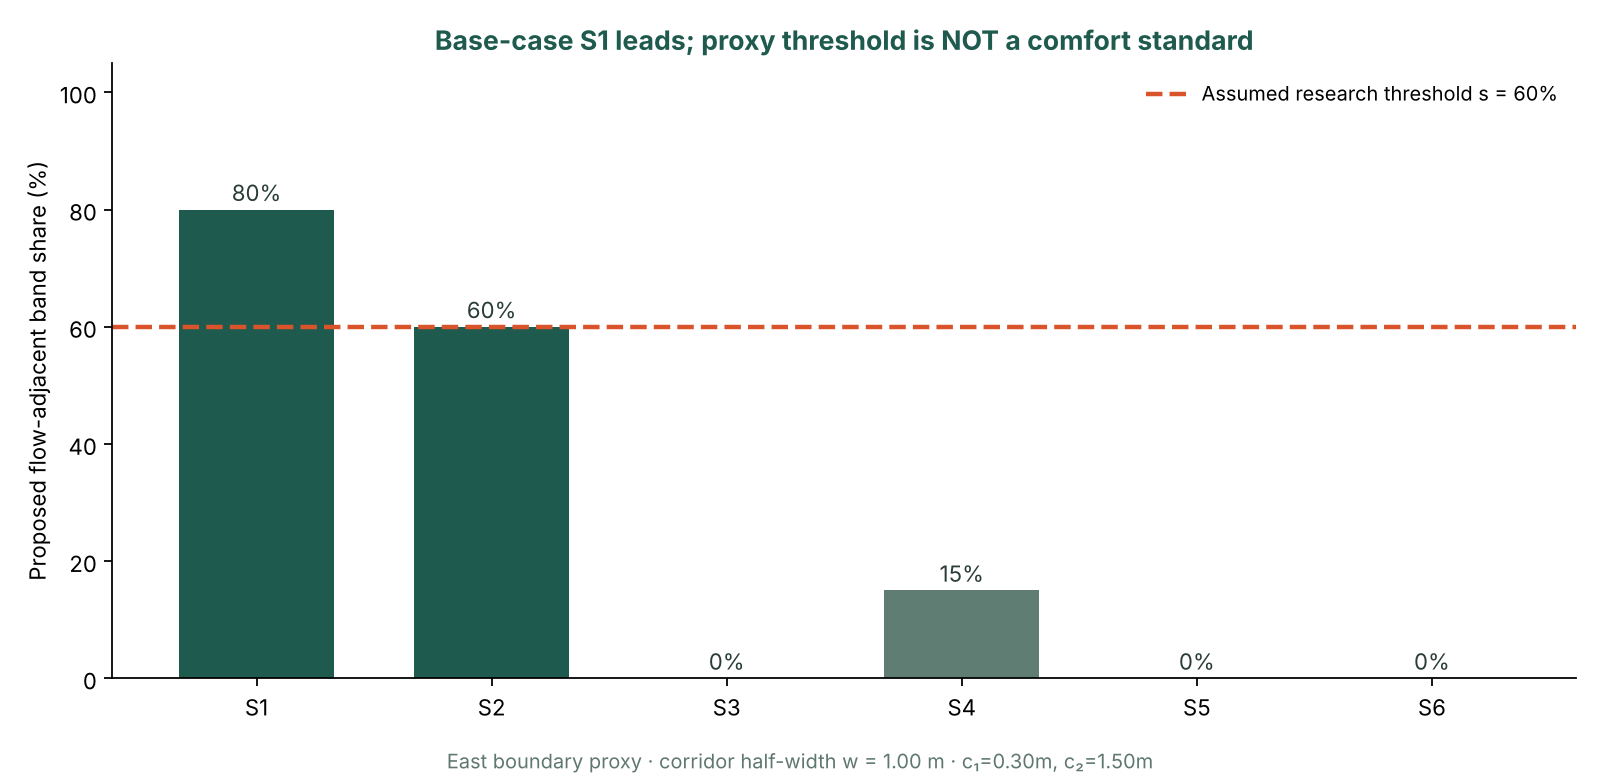 Base-case S1 leads; proxy threshold is NOT a comfort standard
Assumed research threshold s = 60%
Proposed flow-adjacent band share (%)
100
80
60
40
20
0
80%
60%
0%
15%
0%
0%
S1
S2
S3
S4
S5
S6
East boundary proxy · corridor half-width w = 1.00 m · c₁=0.30m, c₂=1.50m